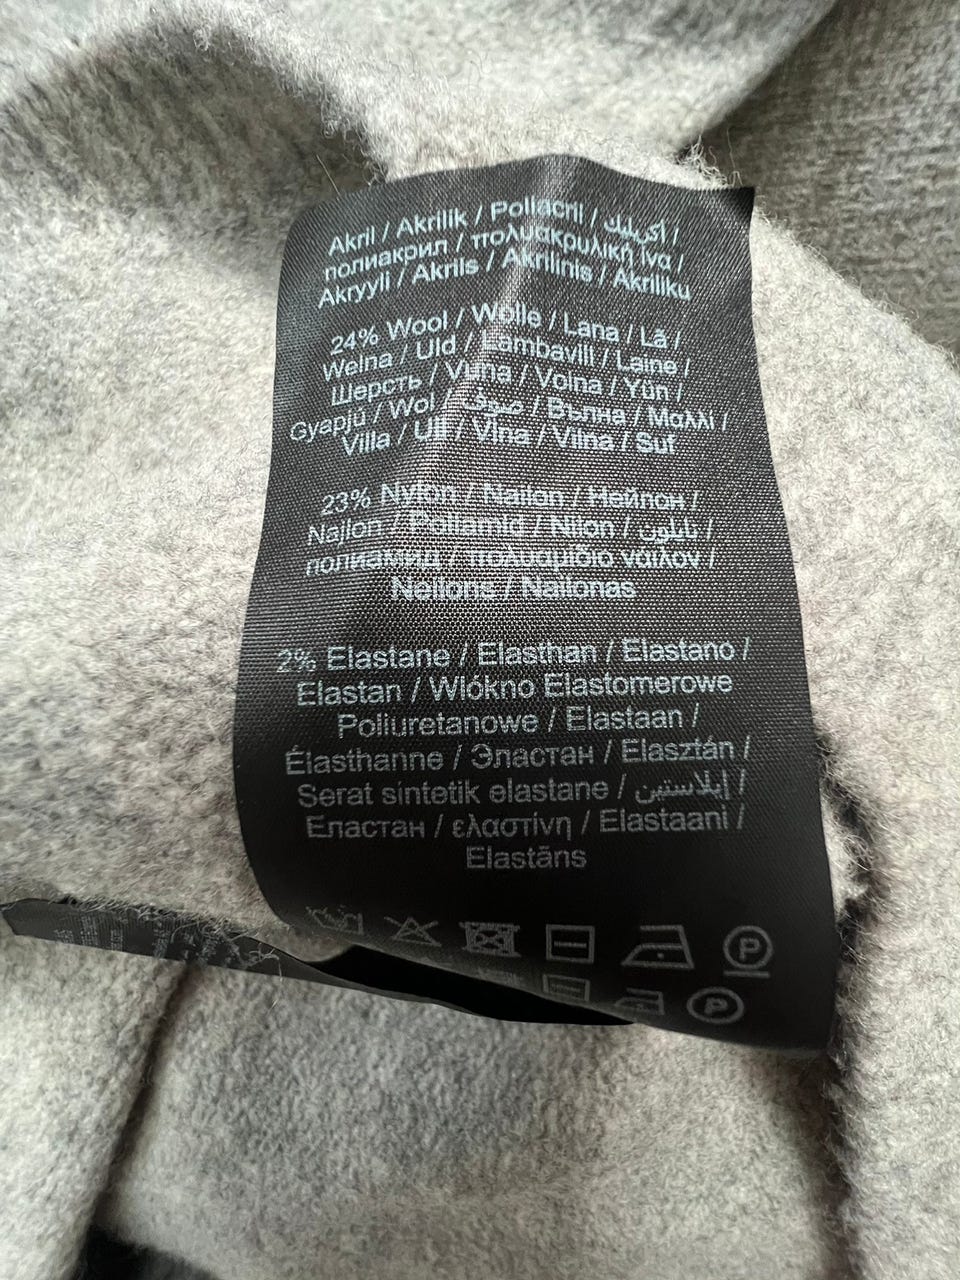 Akril / Akrilik / Poliacril / أكريليك /
полиакрил / πολυακρυλική ίνα /
Akryyli / Akrils / Akrilinis / Akriliku
24% Wool / Wolle / Lana / Lã /
Wełna / Uld / Lambavill / Laine /
Шерсть / Vlna / Volna / Yün /
Gyapjú / Wol / صوف / Вълна / Μαλλί /
Villa / Ull / Vlna / Vilna / Suf
23% Nylon / Nailon / Нейлон /
Najlon / Poliamid / Nilon / نايلون /
полиамид / πολυαμίδιο νάιλον /
Neilons / Nailonas
2% Elastane / Elasthan / Elastano /
Elastan / Włókno Elastomerowe
Poliuretanowe / Elastaan /
Élasthanne / Эластан / Elasztán /
Serat sintetik elastane / إيلاستين /
Еластан / ελαστίνη / Elastaani /
Elastāns
P
P